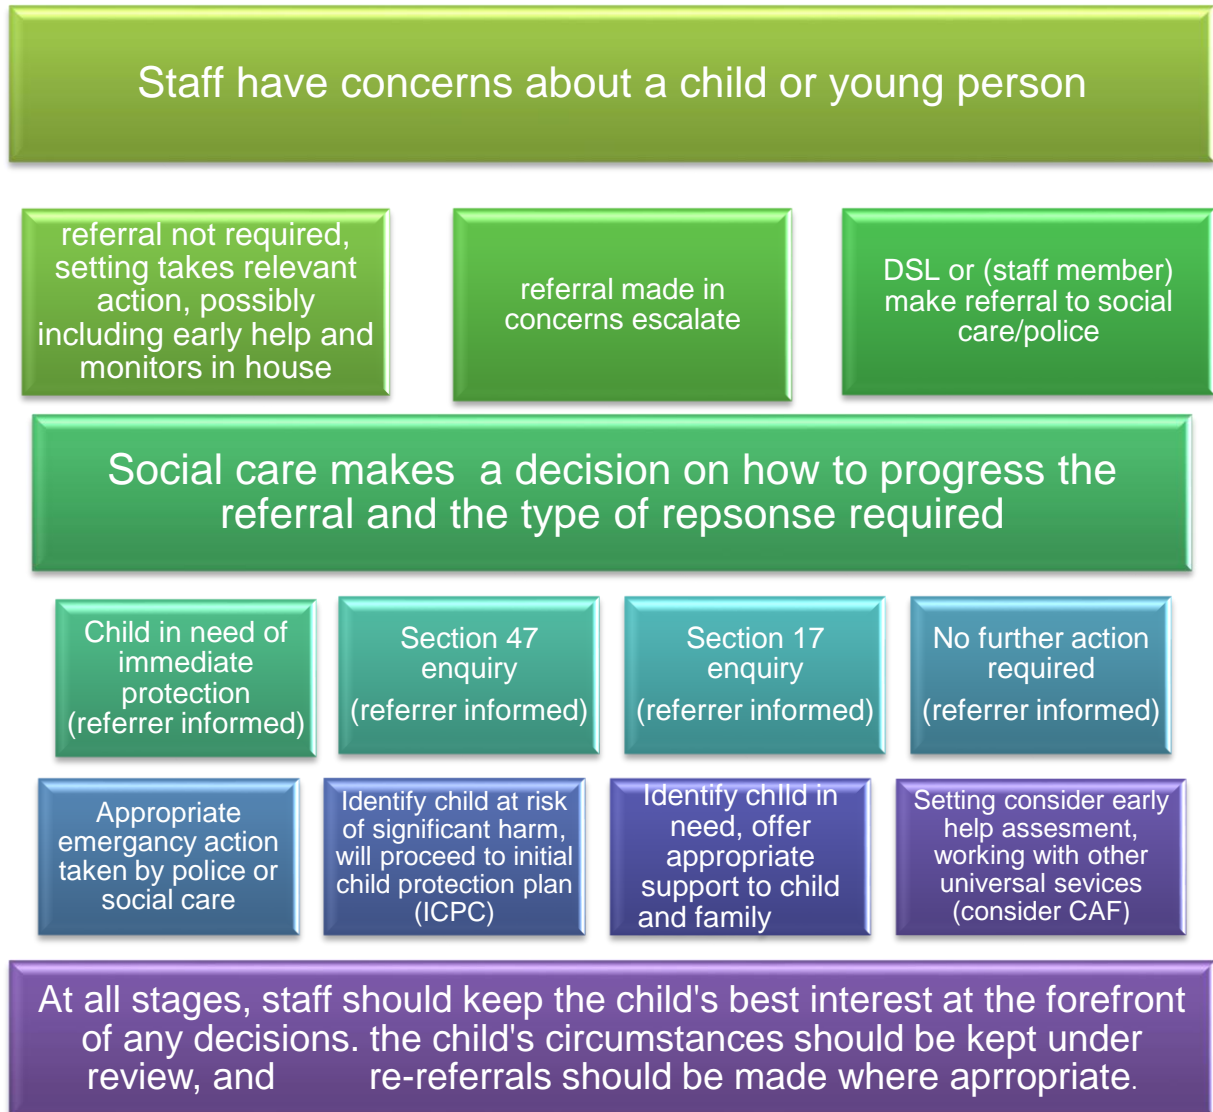 Staff have concerns about a child or young person
referral not required,
setting takes relevant
action, possibly
including early help and
monitors in house
referral made in
concerns escalate
DSL or (staff member)
make referral to social
care/police
Social care makes  a decision on how to progress the
referral and the type of repsonse required
Child in need of
immediate
protection
(referrer informed)
Section 47
enquiry
(referrer informed)
Section 17
enquiry
(referrer informed)
No further action
required
(referrer informed)
Appropriate
emergancy action
taken by police or
social care
Identify child at risk
of significant harm,
will proceed to initial
child protection plan
(ICPC)
Identify chIld in
need, offer
appropriate
support to child
and family
Setting consider early
help assesment,
working with other
universal sevices
(consider CAF)
At all stages, staff should keep the child's best interest at the forefront
of any decisions. the child's circumstances should be kept under
review, and        re-referrals should be made where aprropriate.